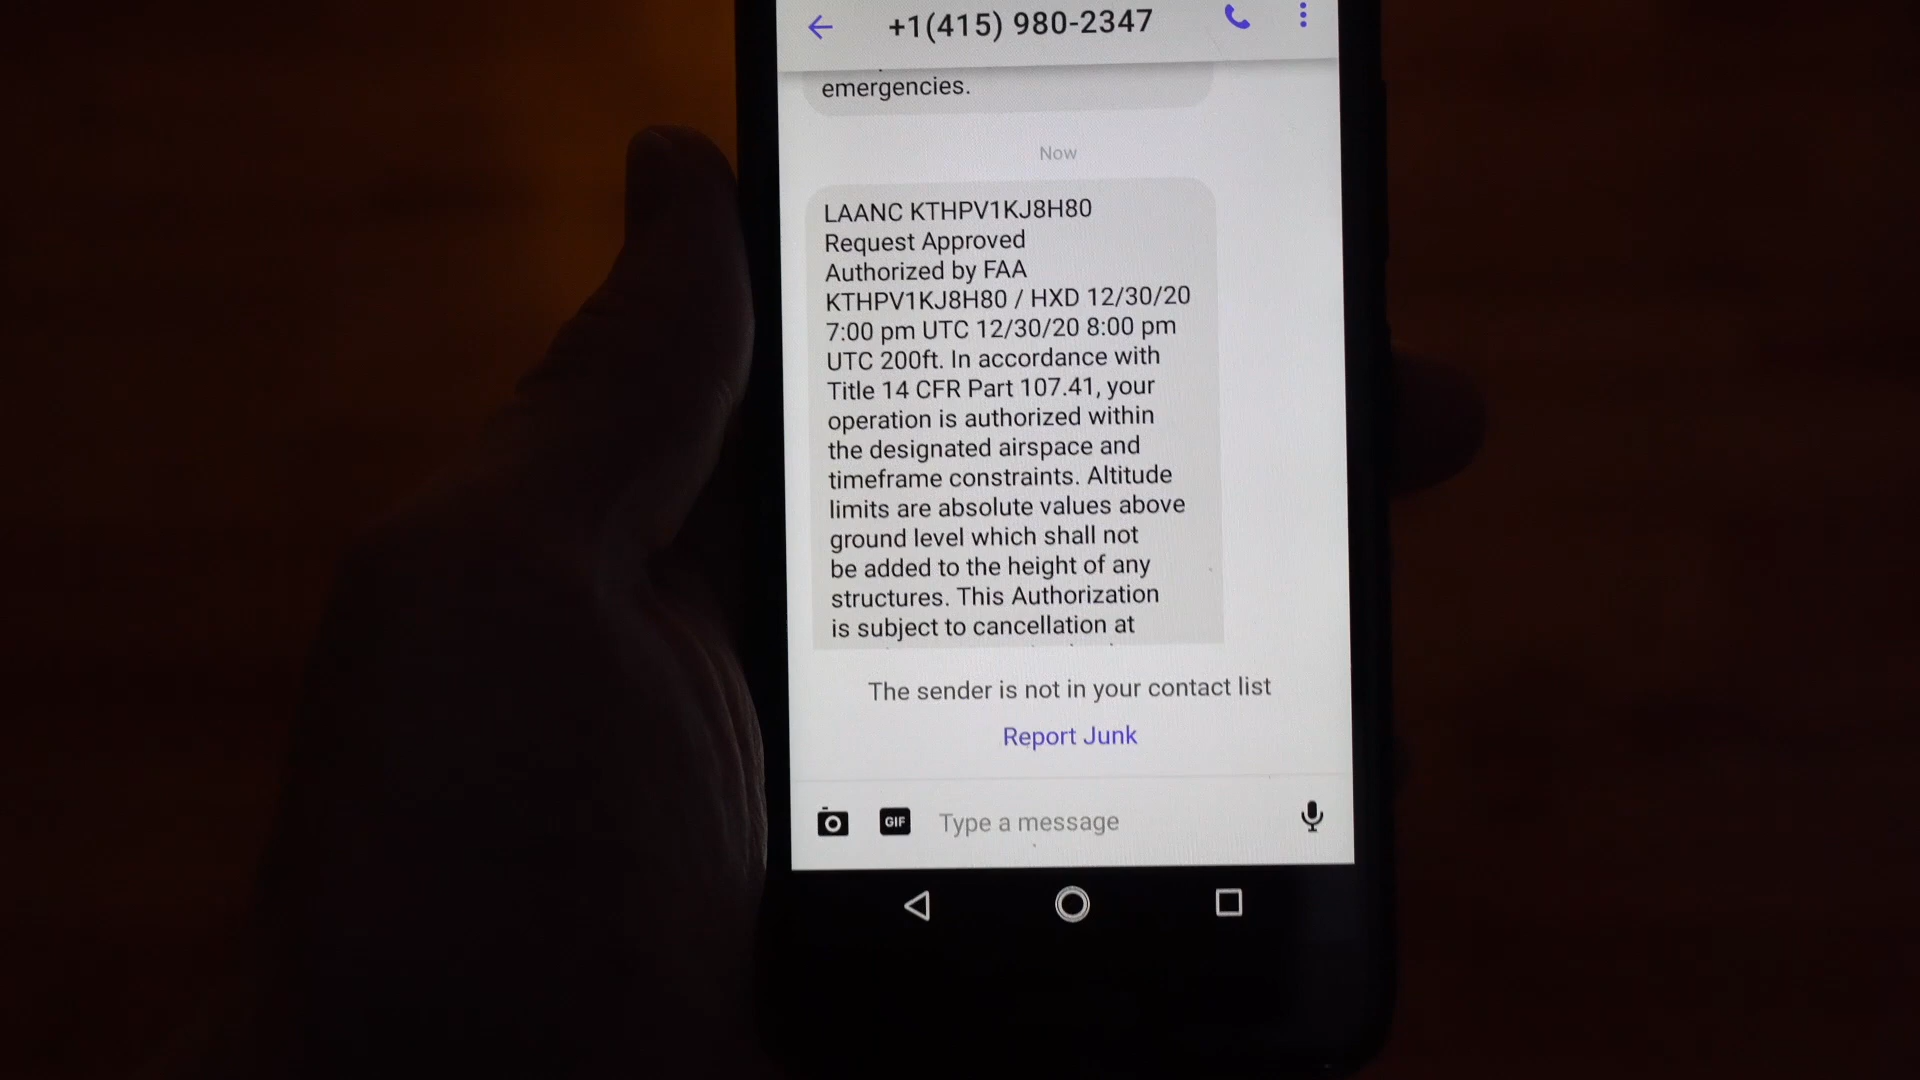 +1(415) 980-2347
emergencies.
Now
LAANC KTHPV1KJ8H80
Request Approved
Authorized by FAA
KTHPV1KJ8H80 / HXD 12/30/20
7:00 pm UTC 12/30/20 8:00 pm
UTC 200ft. In accordance with
Title 14 CFR Part 107.41, your
operation is authorized within
the designated airspace and
timeframe constraints. Altitude
limits are absolute values above
ground level which shall not
be added to the height of any
structures. This Authorization
is subject to cancellation at
The sender is not in your contact list
Report Junk
GIF
Type a message